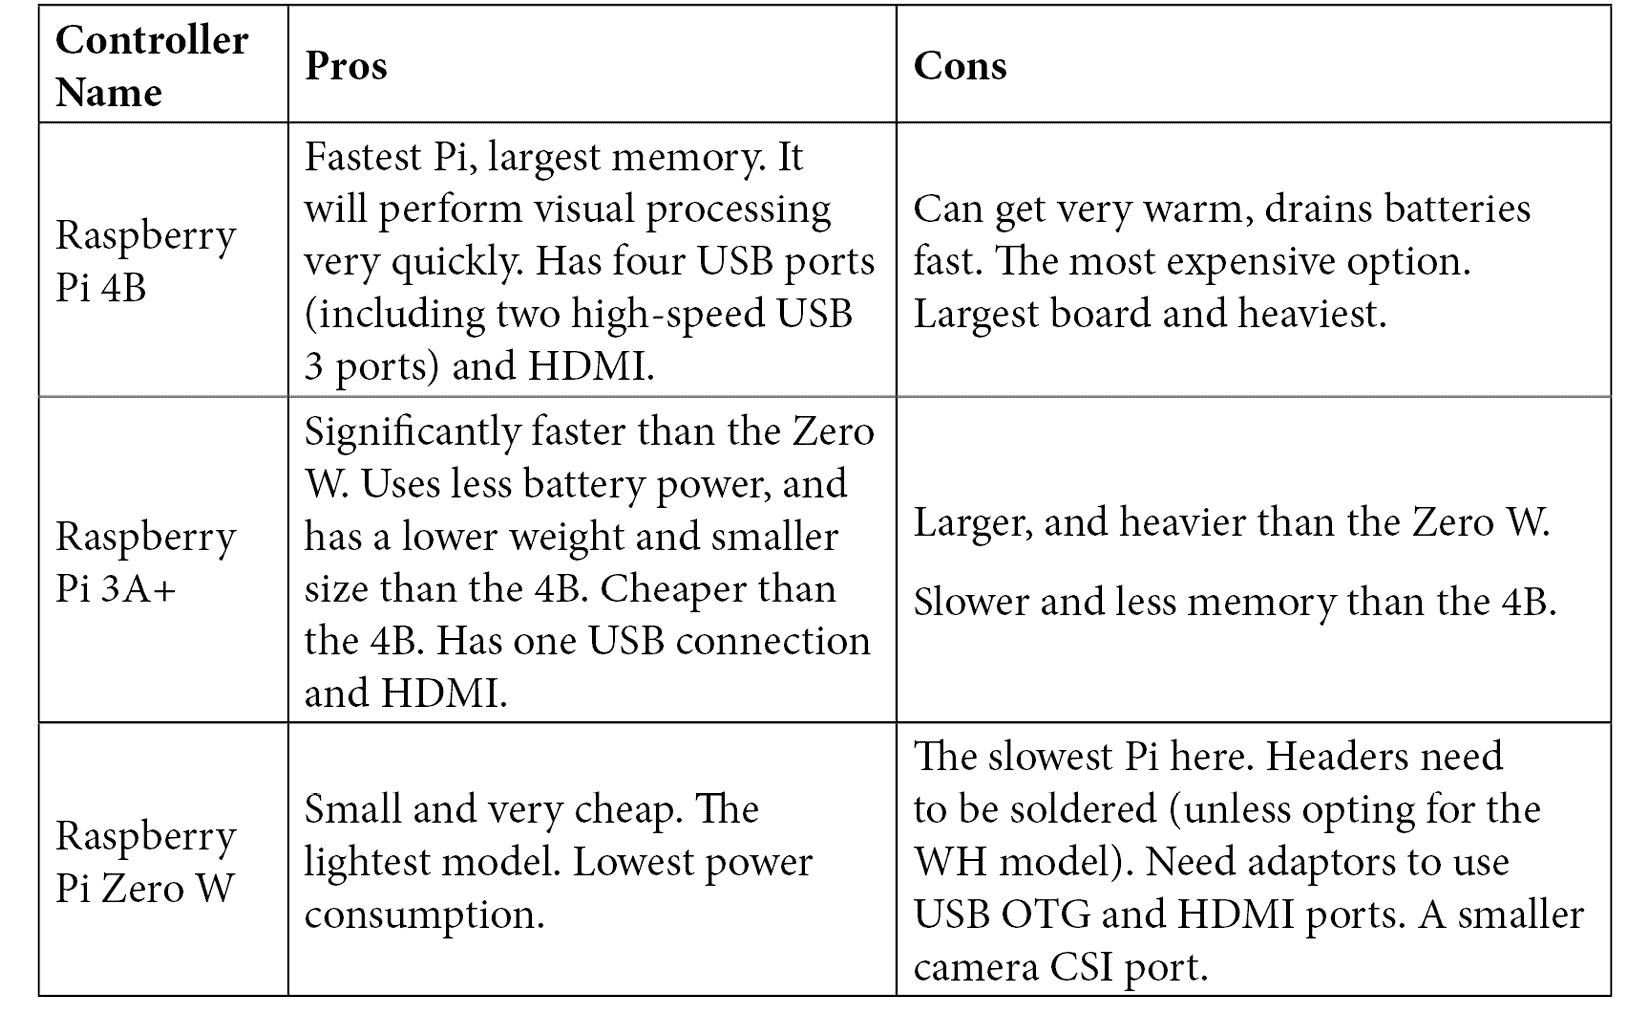 Controller
Name
Pros
Cons
Raspberry
Pi 4B
Fastest Pi, largest memory. It
will perform visual processing
very quickly. Has four USB ports
(including two high-speed USB
3 ports) and HDMI.
Can get very warm, drains batteries
fast. The most expensive option.
Largest board and heaviest.
Raspberry
Pi 3A+
Significantly faster than the Zero
W. Uses less battery power, and
has a lower weight and smaller
size than the 4B. Cheaper than
the 4B. Has one USB connection
and HDMI.
Larger, and heavier than the Zero W.
Slower and less memory than the 4B.
Raspberry
Pi Zero W
Small and very cheap. The
lightest model. Lowest power
consumption.
The slowest Pi here. Headers need
to be soldered (unless opting for the
WH model). Need adaptors to use
USB OTG and HDMI ports. A smaller
camera CSI port.